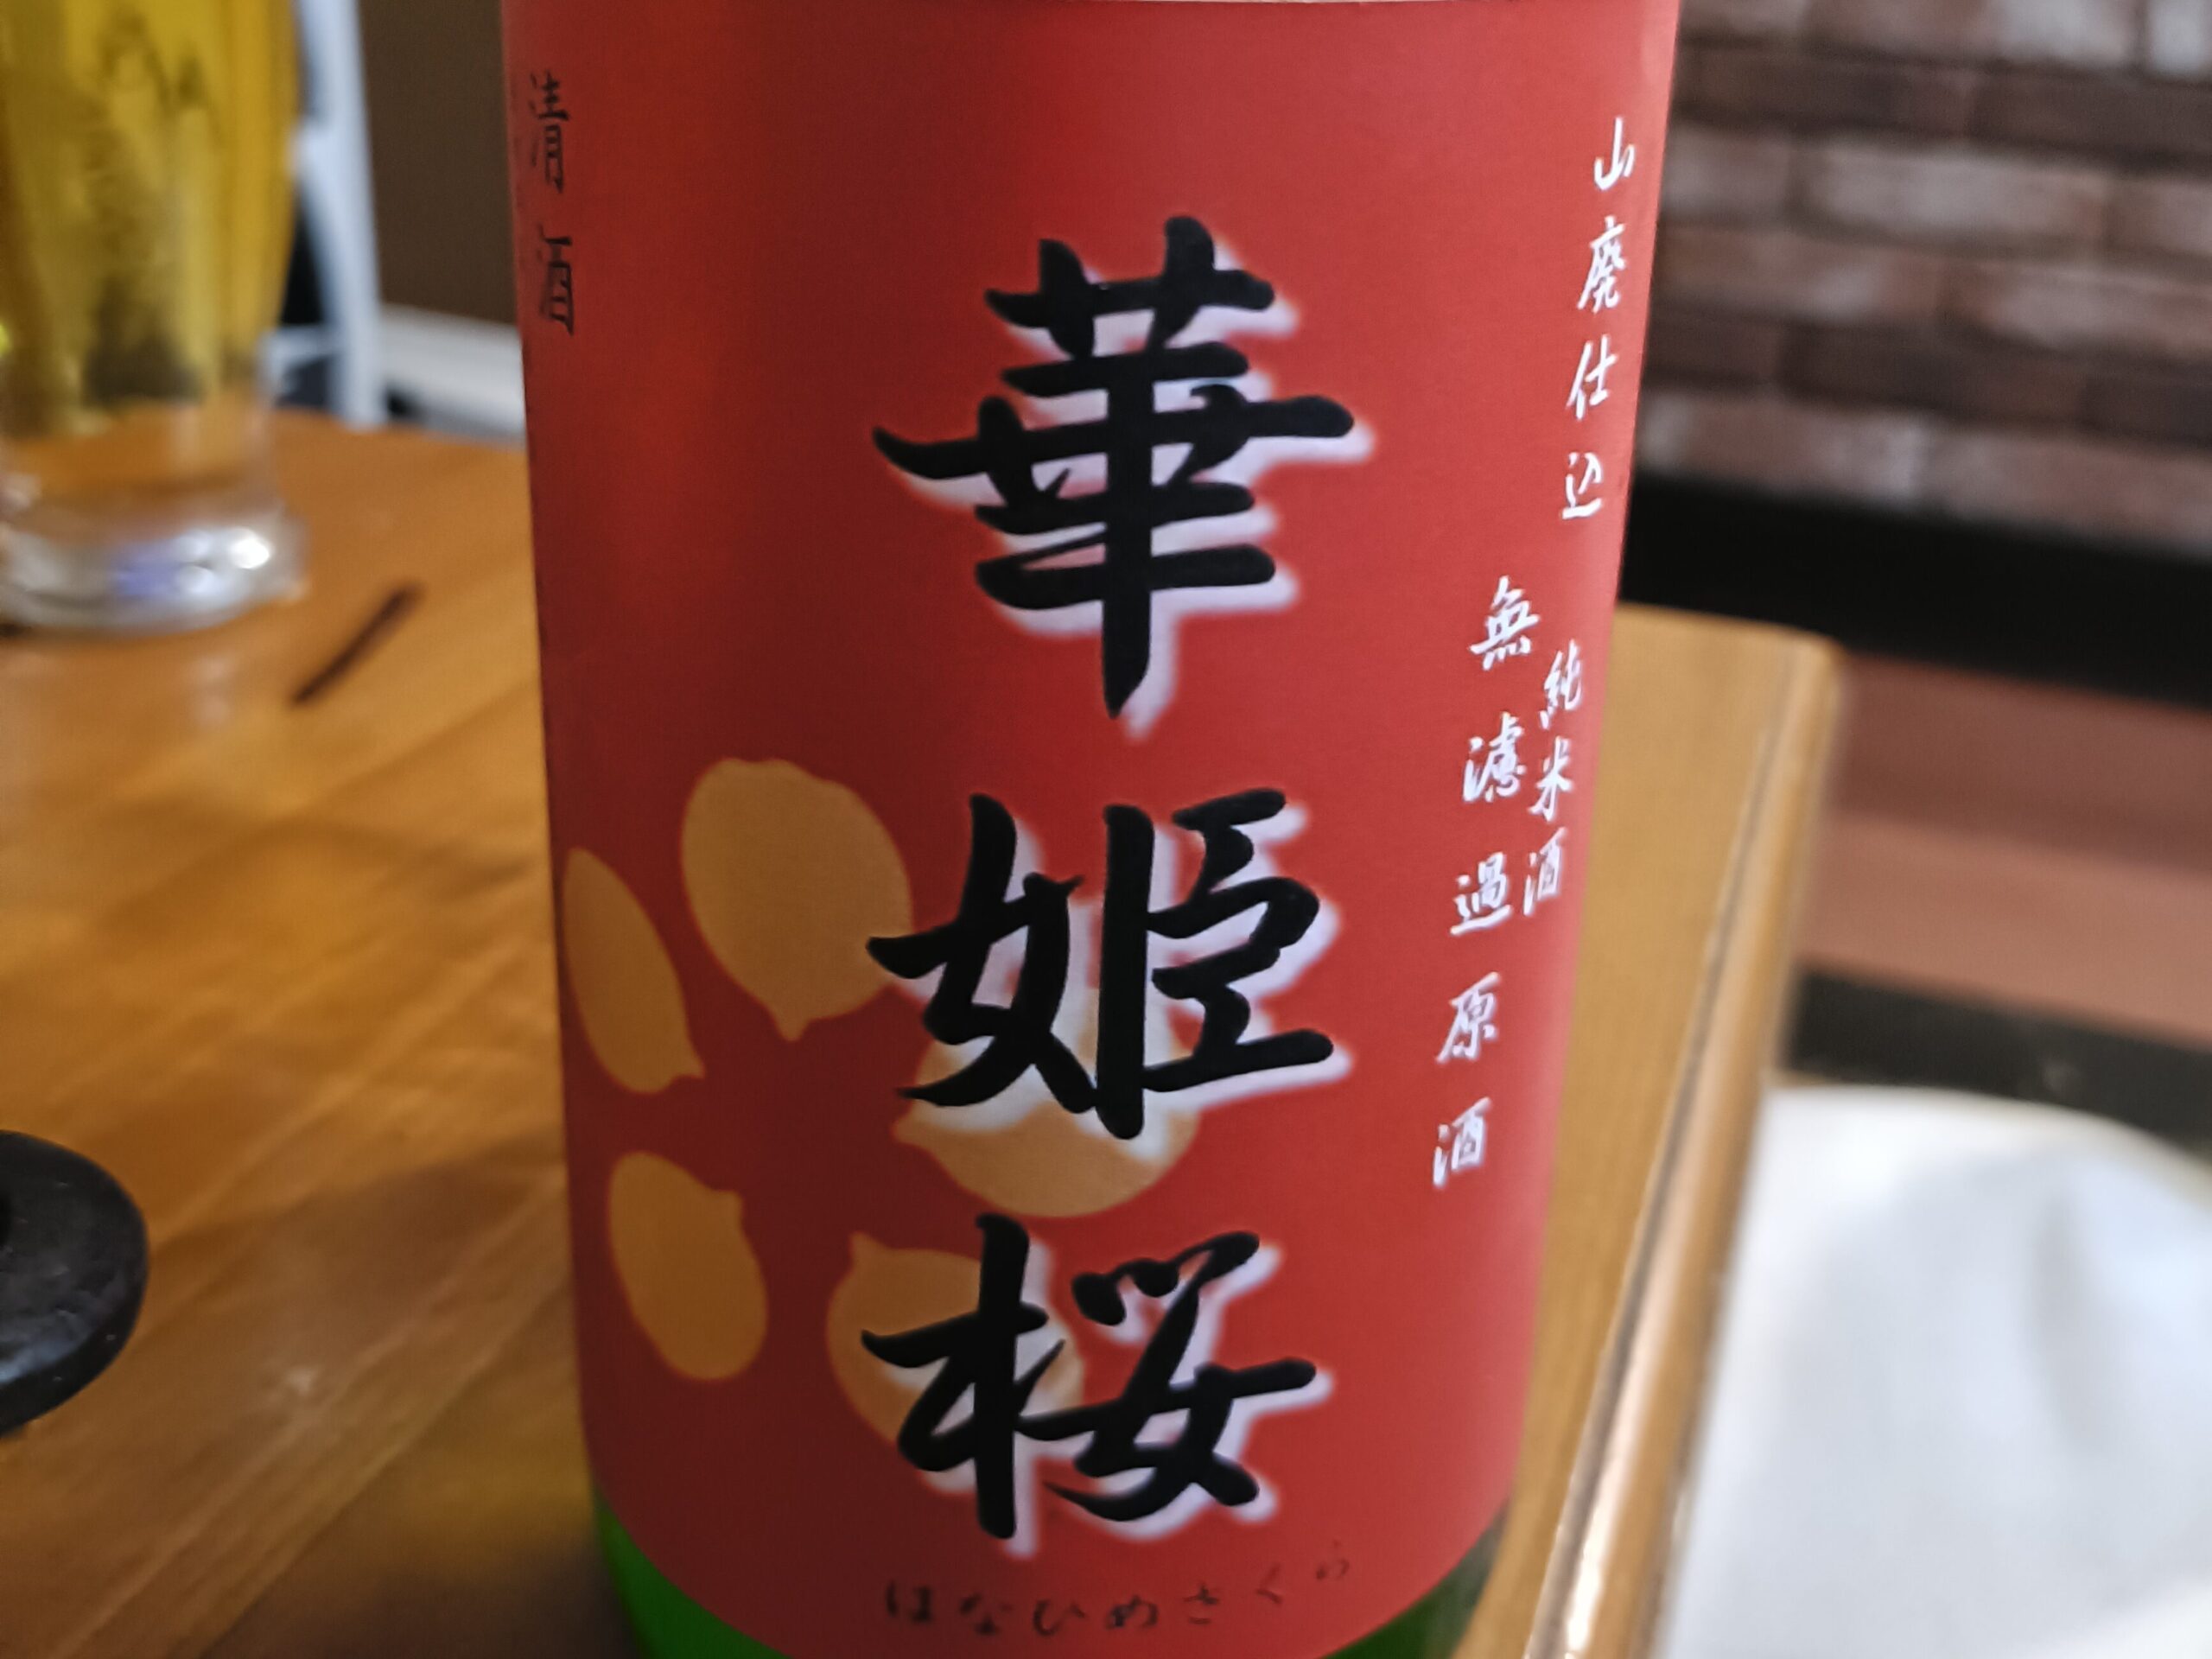 山廃仕込
純米酒
無濾過原酒
華姫桜
はなひめさくら
清酒